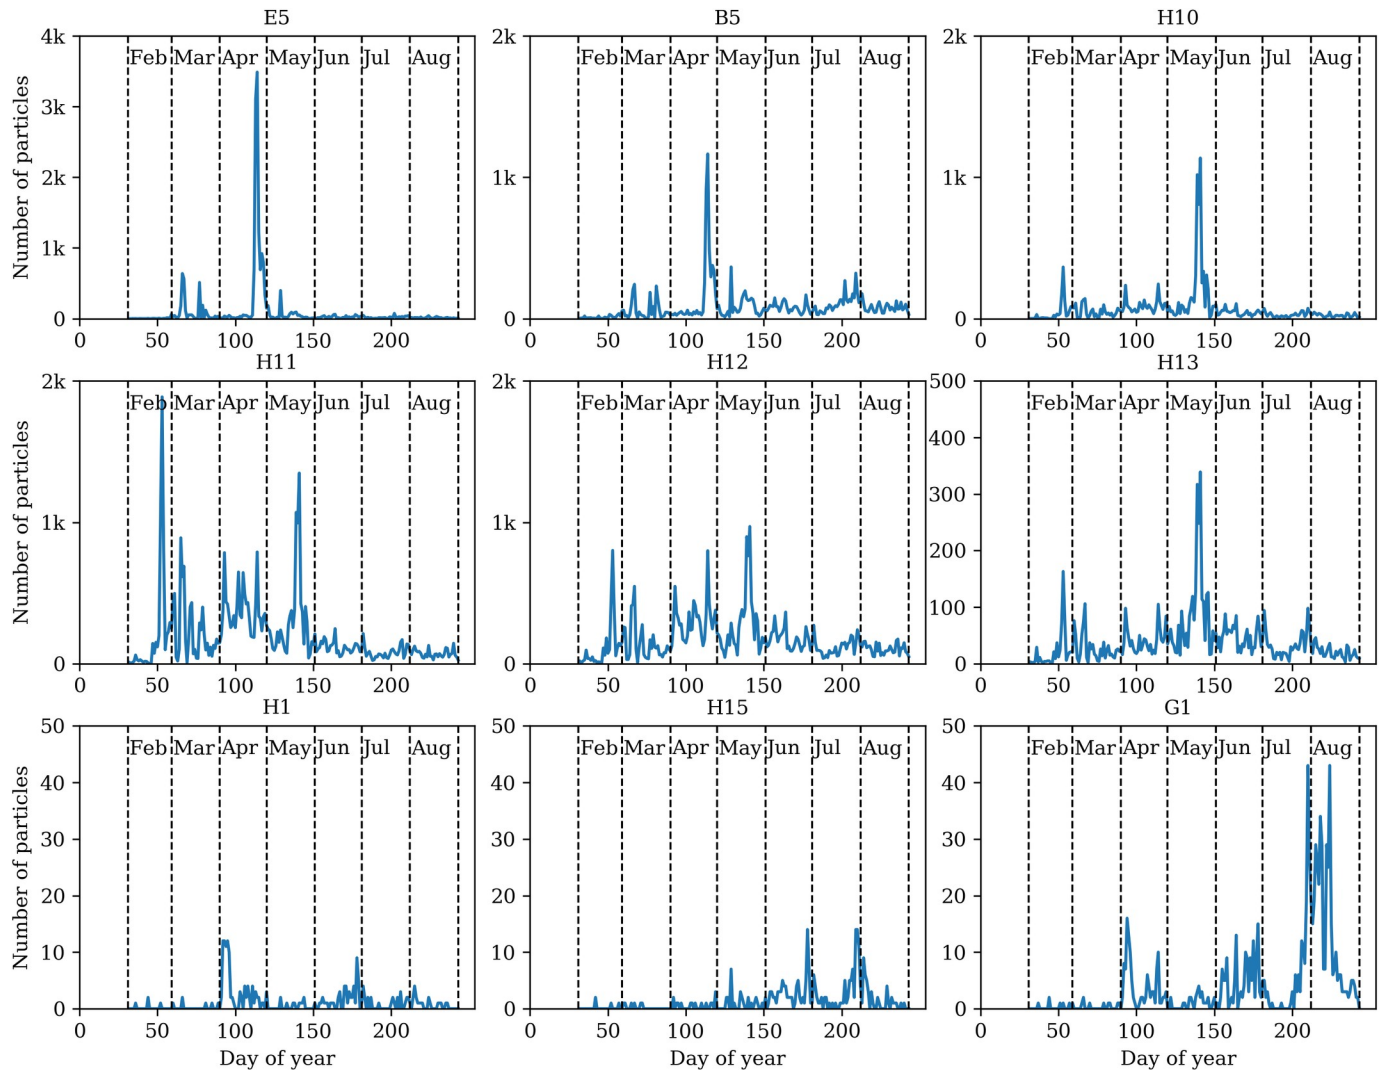 E5
B5
H10
4k
3k
2k
1k
0
Number of particles
Feb Mar Apr May Jun Jul Aug
0 50 100 150 200
2k
1k
0
Feb Mar Apr May Jun Jul Aug
0 50 100 150 200
2k
1k
0
Feb Mar Apr May Jun Jul Aug
0 50 100 150 200
H11
H12
H13
2k
1k
0
Number of particles
Feb Mar Apr May Jun Jul Aug
0 50 100 150 200
2k
1k
0
Feb Mar Apr May Jun Jul Aug
0 50 100 150 200
500
400
300
200
100
0
Feb Mar Apr May Jun Jul Aug
0 50 100 150 200
H1
H15
G1
50
40
30
20
10
0
Number of particles
Feb Mar Apr May Jun Jul Aug
0 50 100 150 200
Day of year
50
40
30
20
10
0
Feb Mar Apr May Jun Jul Aug
0 50 100 150 200
Day of year
50
40
30
20
10
0
Feb Mar Apr May Jun Jul Aug
0 50 100 150 200
Day of year